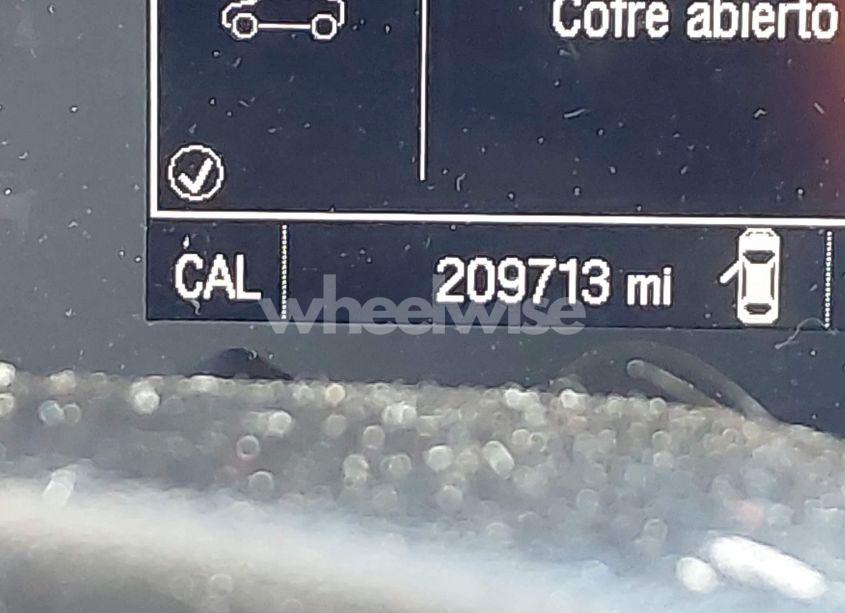 Cofre abierto
CAL 209713 mi
wheelwise